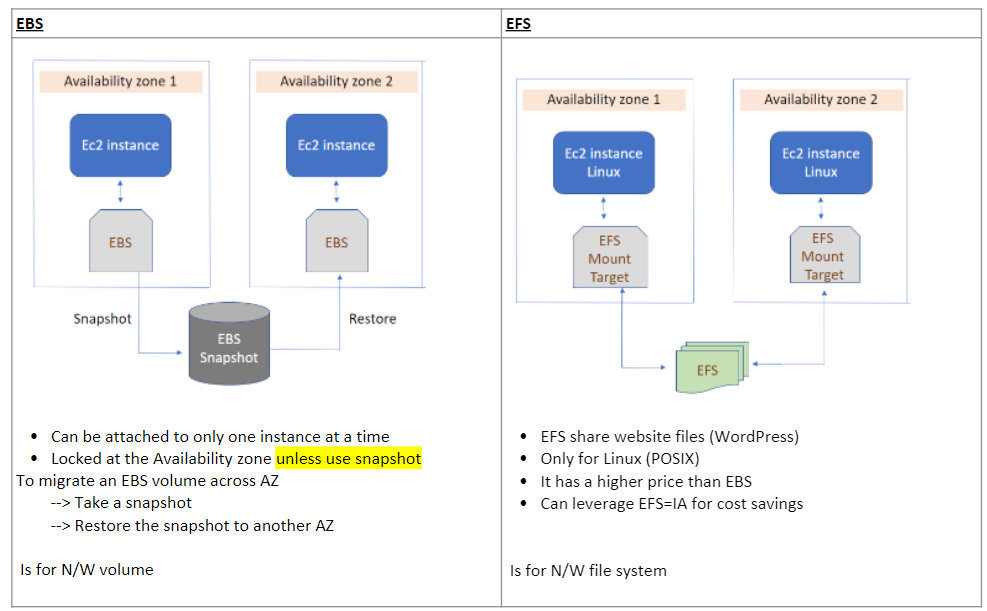 EBS
Availability zone 1
Availability zone 2
Ec2 instance
Ec2 instance
EBS
EBS
Snapshot
Restore
EBS
Snapshot
• Can be attached to only one instance at a time
• Locked at the Availability zone unless use snapshot
To migrate an EBS volume across AZ
--> Take a snapshot
--> Restore the snapshot to another AZ
Is for N/W volume
EFS
Availability zone 1
Availability zone 2
Ec2 instance
Linux
Ec2 instance
Linux
EFS
Mount
Target
EFS
Mount
Target
EFS
• EFS share website files (WordPress)
• Only for Linux (POSIX)
• It has a higher price than EBS
• Can leverage EFS=IA for cost savings
Is for N/W file system